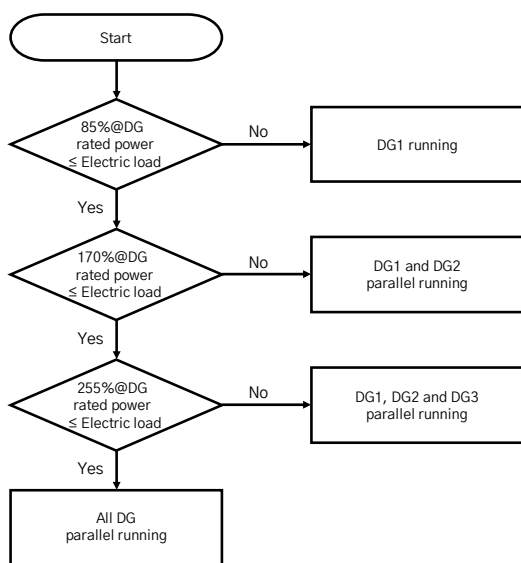 Start
85%@DG
rated power
≤ Electric load
No
DG1 running
Yes
170%@DG
rated power
≤ Electric load
No
DG1 and DG2
parallel running
Yes
255%@DG
rated power
≤ Electric load
No
DG1, DG2 and DG3
parallel running
Yes
All DG
parallel running